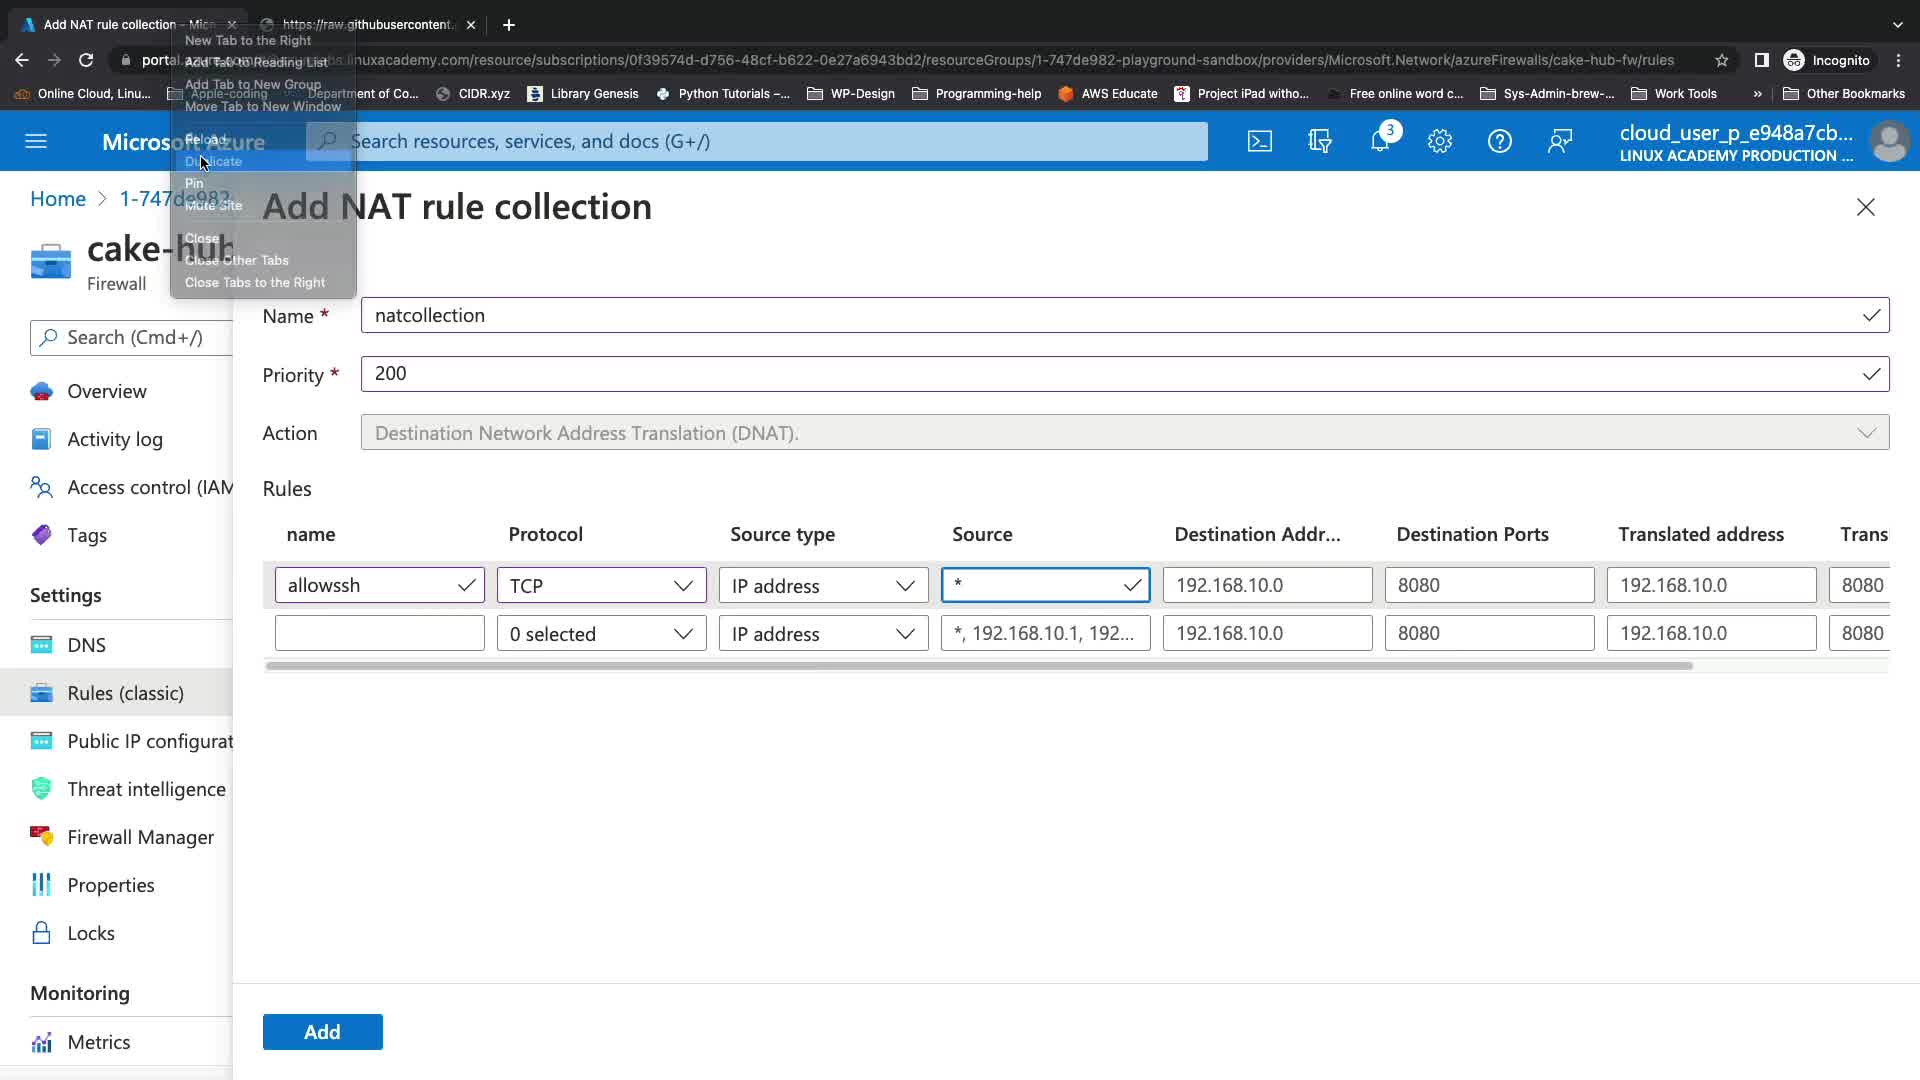 Add NAT rule collection - Mic
https://raw.githubusercontent.
New Tab to the Right
Add Tab to Reading List
Add Tab to New Group
Move Tab to New Window
Reload
Duplicate
Pin
Mute Site
Close
Close Other Tabs
Close Tabs to the Right
linuxacademy.com/resource/subscriptions/0f39574d-d756-48cf-b622-0e27a6943bd2/resourceGroups/1-747de982-playground-sandbox/providers/Microsoft.Network/azureFirewalls/cake-hub-fw/rules
Incognito
Online Cloud, Linu...
Apple-coding
Department of Co...
CIDR.xyz
Library Genesis
Python Tutorials –...
WP-Design
Programming-help
AWS Educate
Project iPad witho...
Free online word c...
Sys-Admin-brew-...
Work Tools
»
Other Bookmarks
Microsoft Azure
Search resources, services, and docs (G+/)
3
cloud_user_p_e948a7cb...
LINUX ACADEMY PRODUCTION ...
Home > 1-747de982
Add NAT rule collection
cake-hub
Firewall
Search (Cmd+/)
Overview
Activity log
Access control (IAM
Tags
Settings
DNS
Rules (classic)
Public IP configurat
Threat intelligence
Firewall Manager
Properties
Locks
Monitoring
Metrics
Name *
natcollection
Priority *
200
Action
Destination Network Address Translation (DNAT).
Rules
name Protocol Source type Source Destination Addr... Destination Ports Translated address Trans
allowssh TCP IP address * 192.168.10.0 8080 192.168.10.0 8080
0 selected IP address *, 192.168.10.1, 192... 192.168.10.0 8080 192.168.10.0 8080
Add